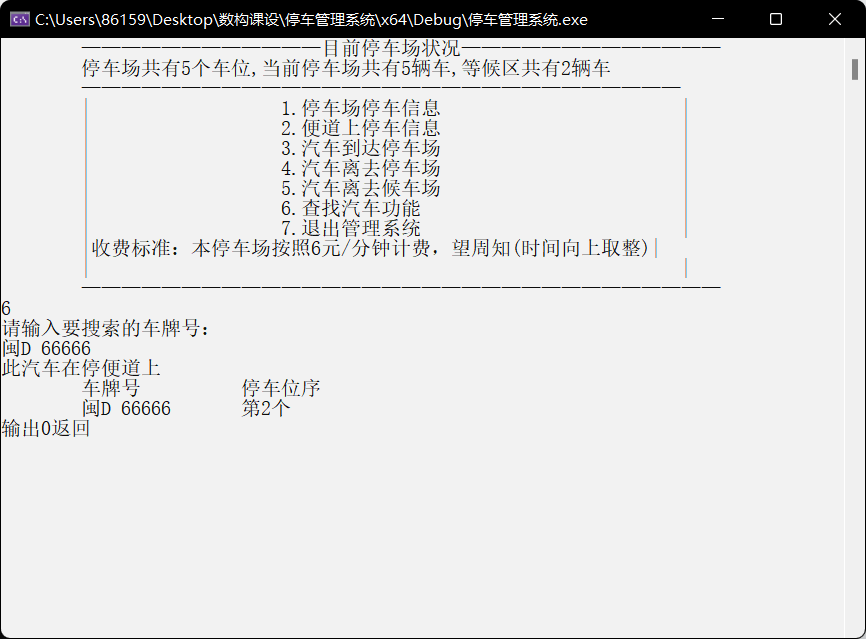 C:\Users\86159\Desktop\数构课设\停车管理系统\x64\Debug\停车管理系统.exe
————————————目前停车场状况—————————————
停车场共有5个车位,当前停车场共有5辆车,等候区共有2辆车
——————————————————————————————
1.停车场停车信息
2.便道上停车信息
3.汽车到达停车场
4.汽车离去停车场
5.汽车离去候车场
6.查找汽车功能
7.退出管理系统
收费标准：本停车场按照6元/分钟计费，望周知(时间向上取整)
————————————————————————————————
6
请输入要搜索的车牌号：
闽D 66666
此汽车在停便道上
车牌号 停车位序
闽D 66666 第2个
输出0返回